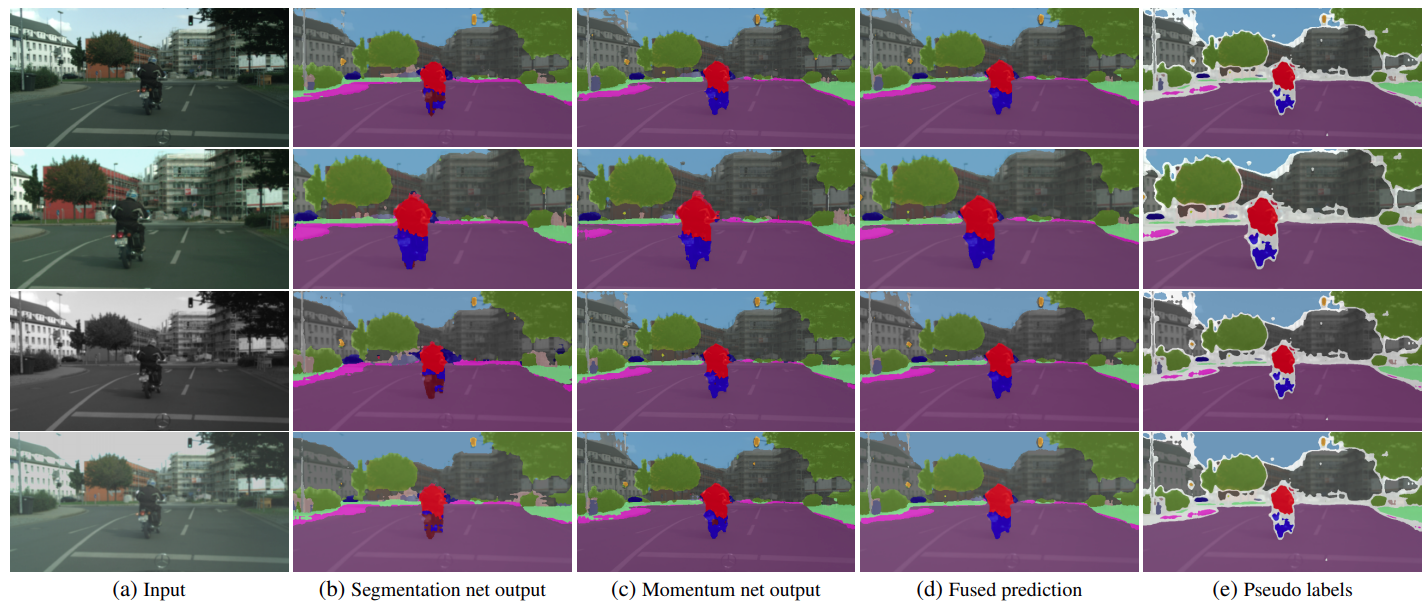 (a) Input
(b) Segmentation net output
(c) Momentum net output
(d) Fused prediction
(e) Pseudo labels